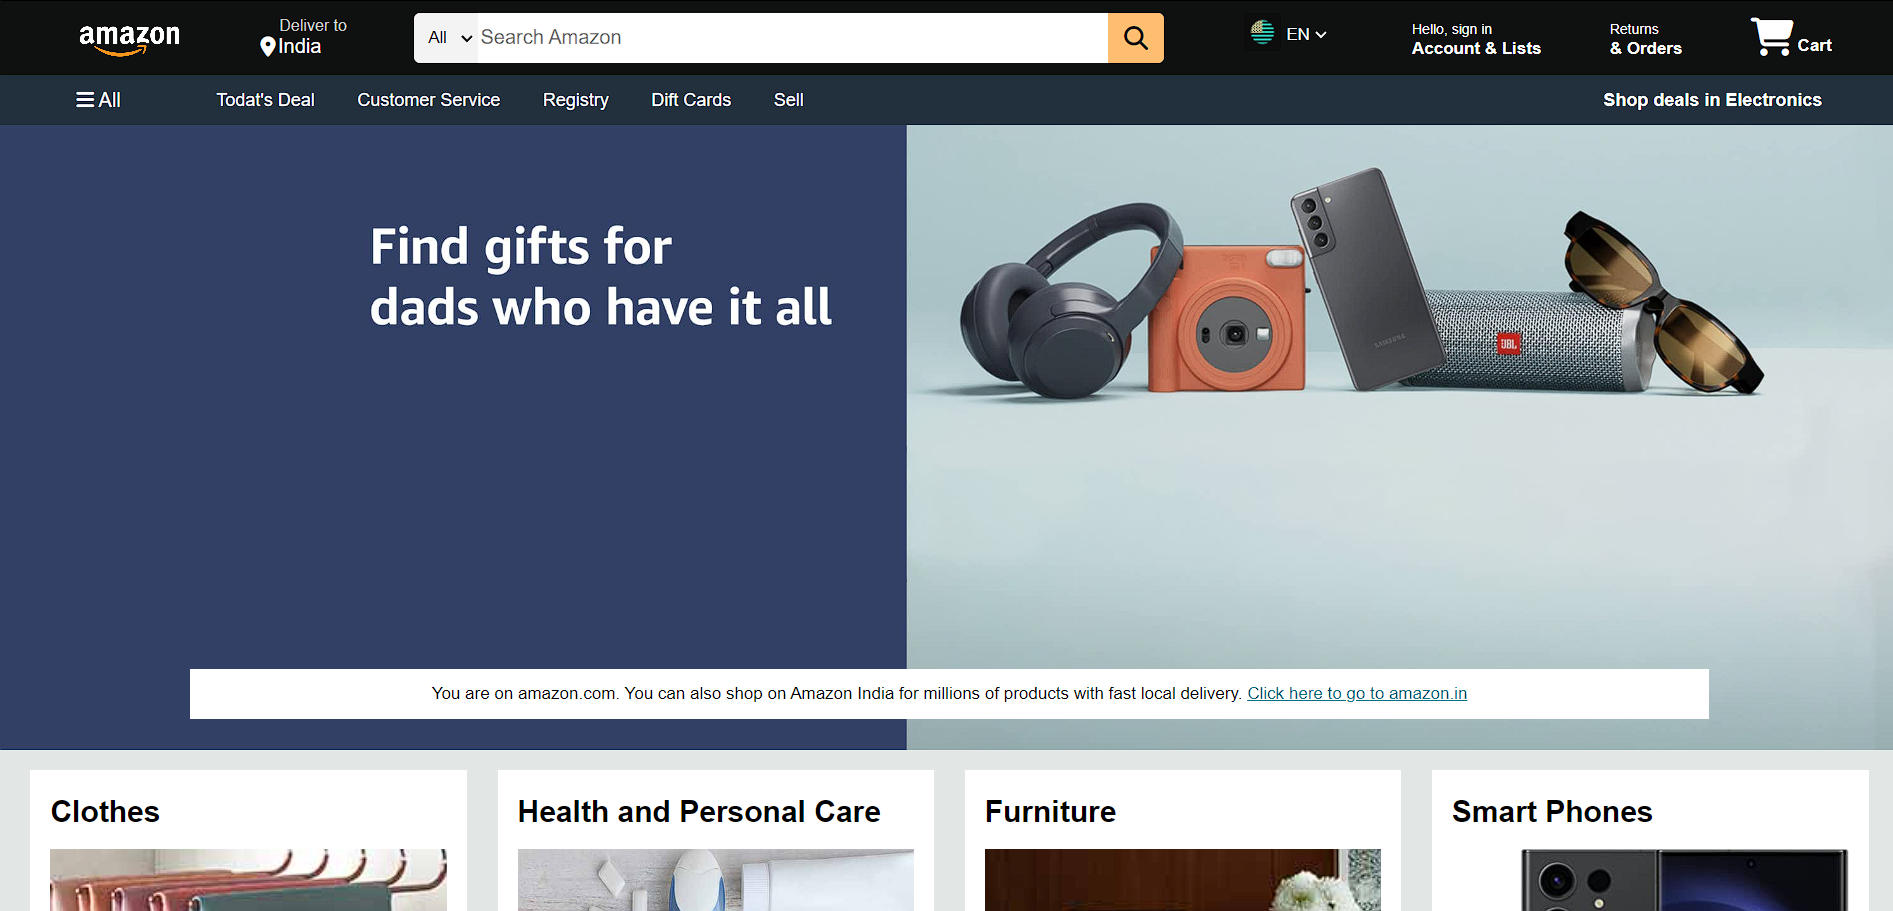 amazon
Deliver to
India
All
Search Amazon
EN
Hello, sign in
Account & Lists
Returns
& Orders
Cart
All
Todat's Deal
Customer Service
Registry
Dift Cards
Sell
Shop deals in Electronics
Find gifts for
dads who have it all
SAMSUNG
JBL
You are on amazon.com. You can also shop on Amazon India for millions of products with fast local delivery. Click here to go to amazon.in
Clothes
Health and Personal Care
Furniture
Smart Phones